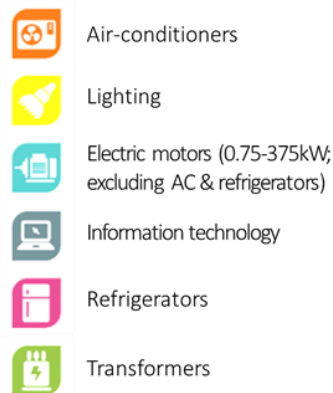 Air-conditioners
Lighting
Electric motors (0.75-375kW;
excluding AC & refrigerators)
Information technology
Refrigerators
Transformers